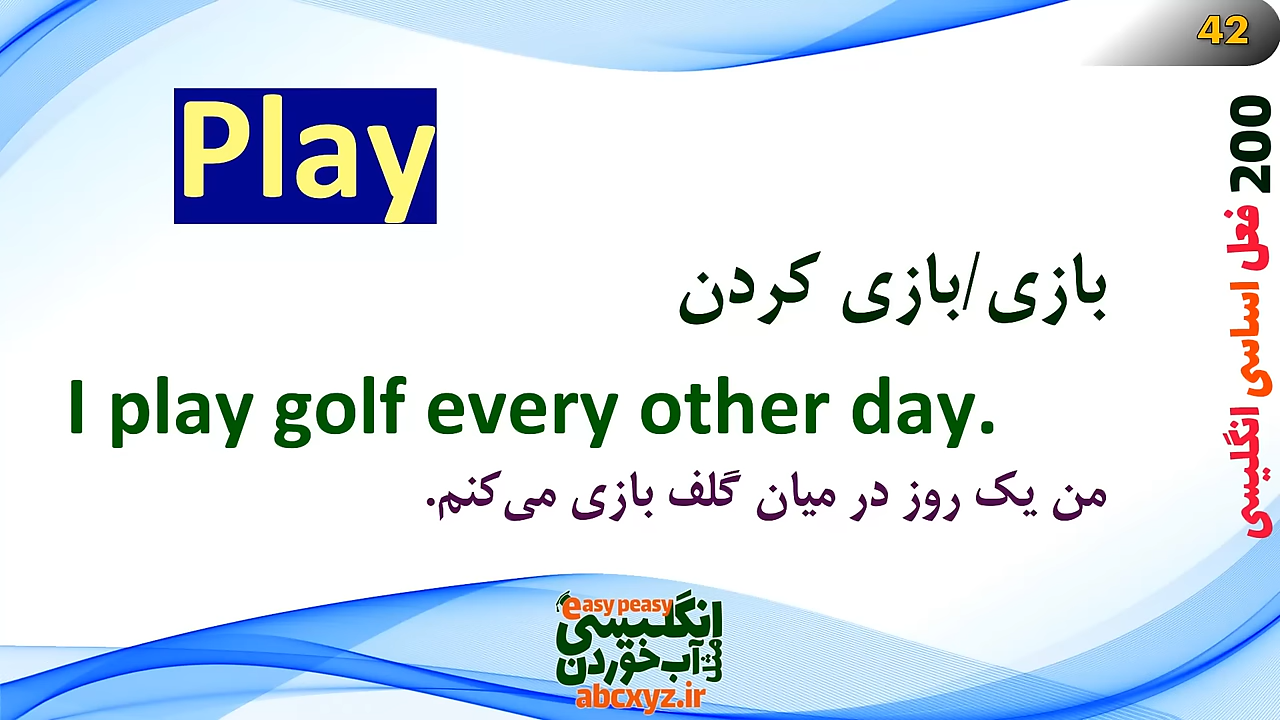 42
Play
بازی/بازی کردن
I play golf every other day.
من یک روز در میان گلف بازی می‌کنم.
200 فعل اساسی انگلیسی
easy peasy
انگلیسی
مثل آب خوردن
abcxyz.ir